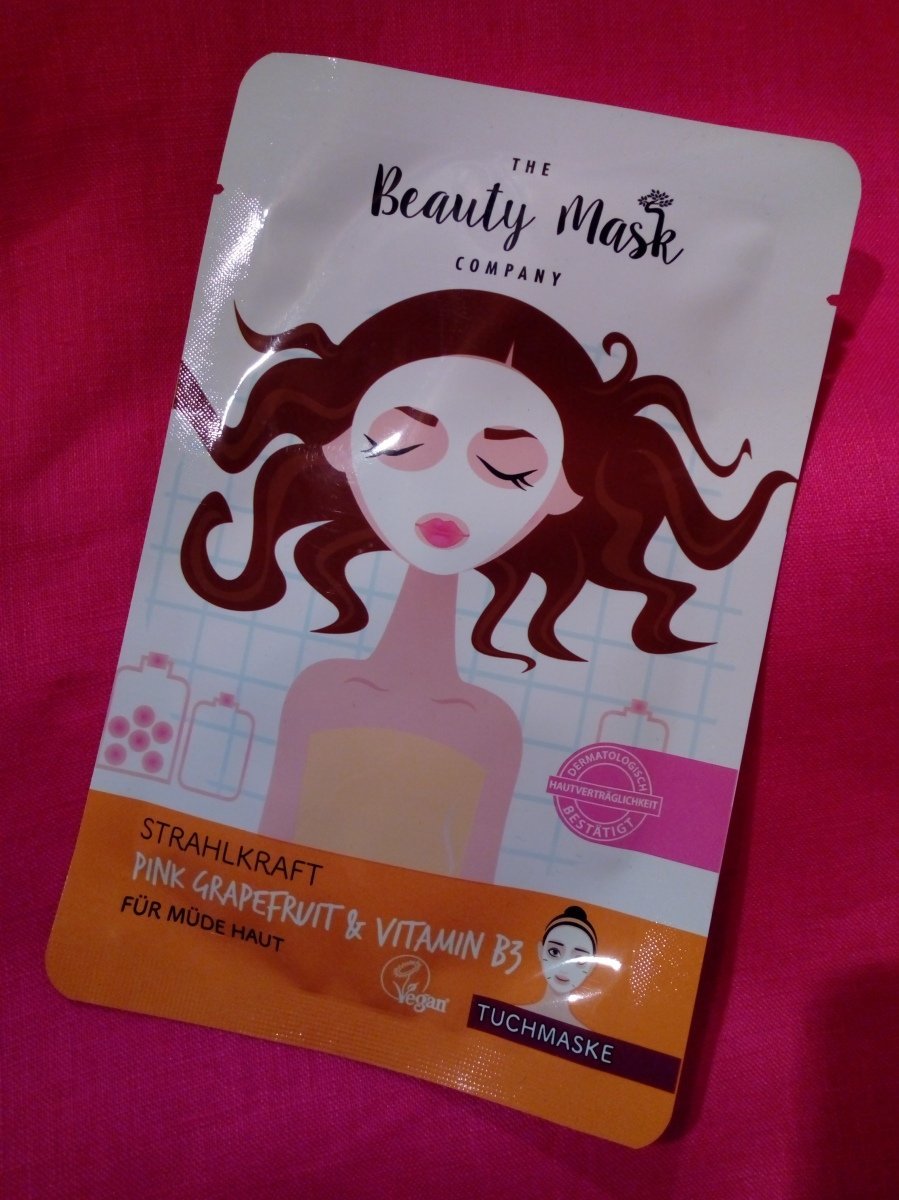 THE
Beauty Mask
COMPANY
DERMATOLOGISCH
HAUTVERTRÄGLICHKEIT
BESTÄTIGT
STRAHLKRAFT
PINK GRAPEFRUIT & VITAMIN B3
FÜR MÜDE HAUT
Vegan
TUCHMASKE